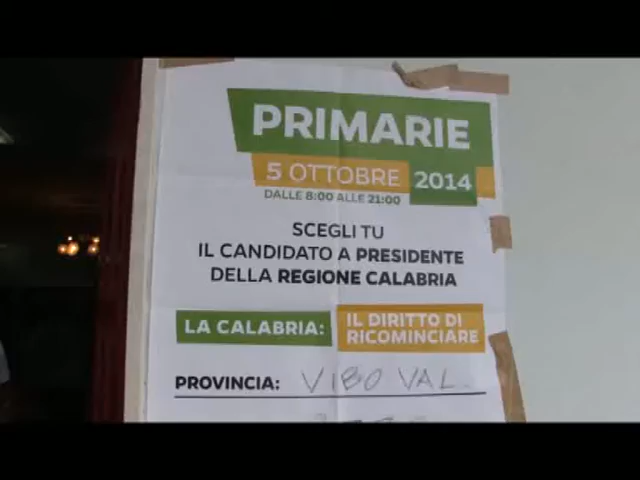 PRIMARIE
5 OTTOBRE 2014
DALLE 8:00 ALLE 21:00
SCEGLI TU
IL CANDIDATO A PRESIDENTE
DELLA REGIONE CALABRIA
LA CALABRIA:
IL DIRITTO DI
RICOMINCIARE
PROVINCIA: VIBO VAL.